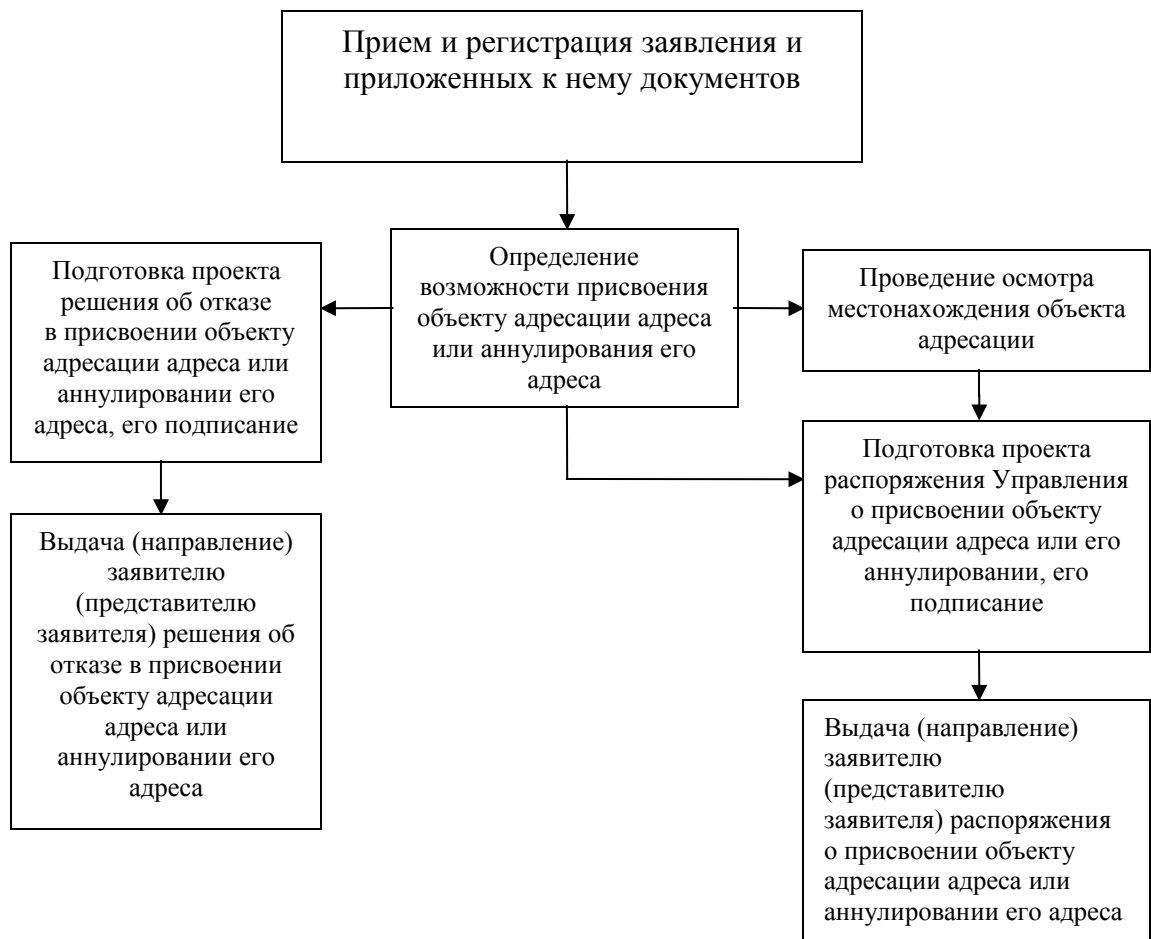 Прием и регистрация заявления и
приложенных к нему документов
Определение
возможности присвоения
объекту адресации адреса
или аннулирования его
адреса
Подготовка проекта
решения об отказе
в присвоении объекту
адресации адреса или
аннулировании его
адреса, его подписание
Проведение осмотра
местонахождения объекта
адресации
Подготовка проекта
распоряжения Управления
о присвоении объекту
адресации адреса или его
аннулировании, его
подписание
Выдача (направление)
заявителю
(представителю
заявителя) решения об
отказе в присвоении
объекту адресации
адреса или
аннулировании его
адреса
Выдача (направление)
заявителю
(представителю
заявителя) распоряжения
о присвоении объекту
адресации адреса или
аннулировании его адреса